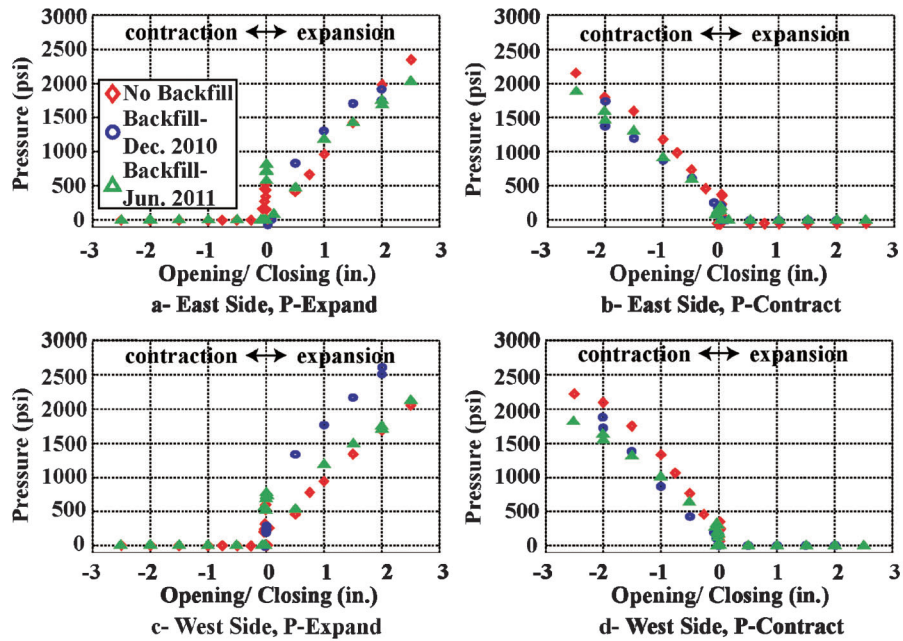 contraction ↔ expansion
3000
2500
2000
1500
1000
500
0
Pressure (psi)
No Backfill
Backfill-
Dec. 2010
Backfill-
Jun. 2011
-3 -2 -1 0 1 2 3
Opening/ Closing (in.)
a- East Side, P-Expand
contraction ↔ expansion
3000
2500
2000
1500
1000
500
0
Pressure (psi)
-3 -2 -1 0 1 2 3
Opening/ Closing (in.)
b- East Side, P-Contract
contraction ↔ expansion
3000
2500
2000
1500
1000
500
0
Pressure (psi)
-3 -2 -1 0 1 2 3
Opening/ Closing (in.)
c- West Side, P-Expand
contraction ↔ expansion
3000
2500
2000
1500
1000
500
0
Pressure (psi)
-3 -2 -1 0 1 2 3
Opening/ Closing (in.)
d- West Side, P-Contract